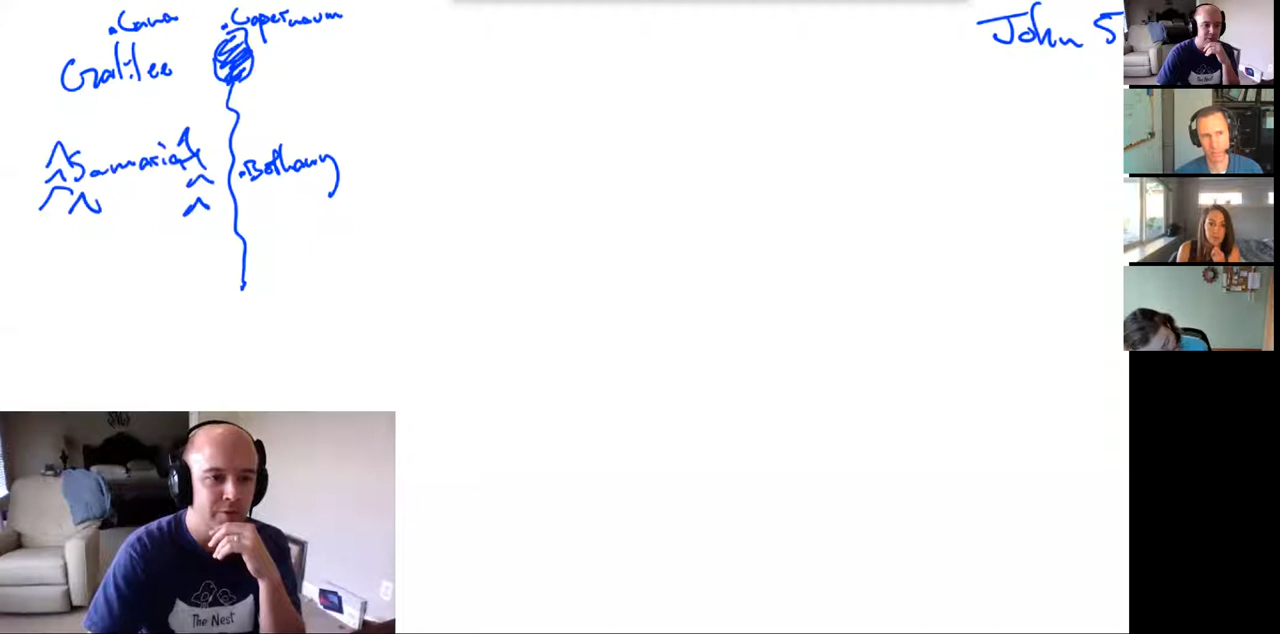 .Cana .Capernaum
John 5
Galilee
Samaria
.Bethany
The Nest